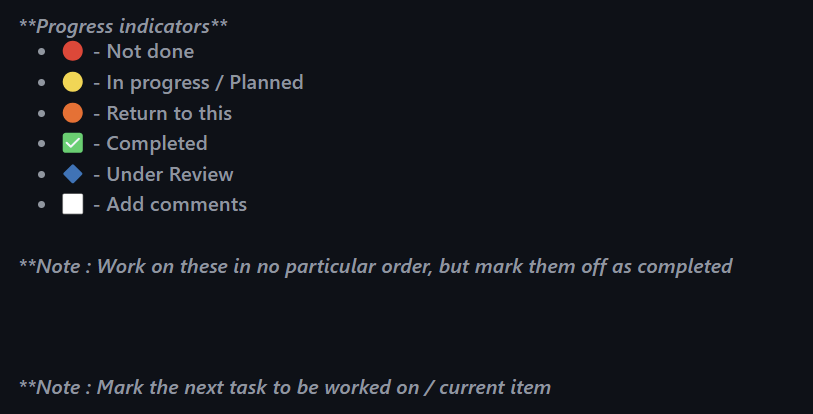 **Progress indicators**
• 🔴 - Not done
• 🟡 - In progress / Planned
• 🟠 - Return to this
• ✅ - Completed
• 🔷 - Under Review
• ⬜ - Add comments
**Note : Work on these in no particular order, but mark them off as completed
**Note : Mark the next task to be worked on / current item